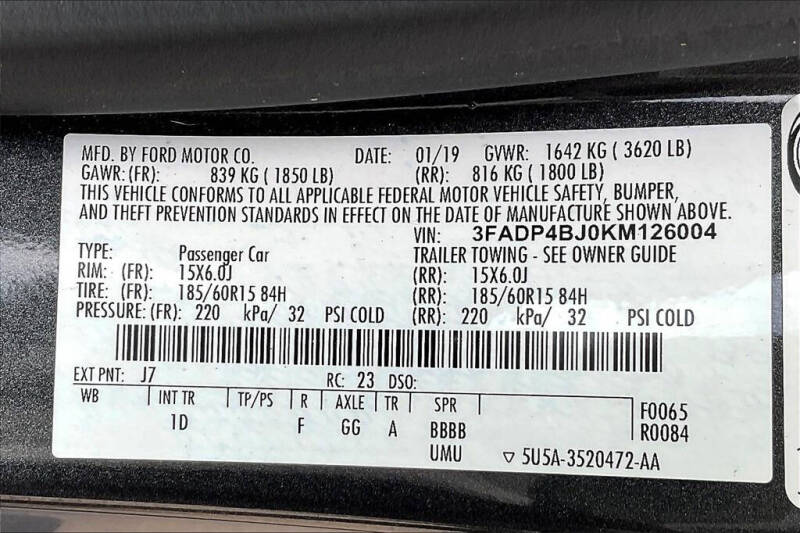 MFD. BY FORD MOTOR CO. DATE: 01/19 GVWR: 1642 KG ( 3620 LB)
GAWR: (FR): 839 KG ( 1850 LB) (RR): 816 KG ( 1800 LB)
THIS VEHICLE CONFORMS TO ALL APPLICABLE FEDERAL MOTOR VEHICLE SAFETY, BUMPER,
AND THEFT PREVENTION STANDARDS IN EFFECT ON THE DATE OF MANUFACTURE SHOWN ABOVE.
VIN: 3FADP4BJ0KM126004
TYPE: Passenger Car TRAILER TOWING - SEE OWNER GUIDE
RIM: (FR): 15X6.0J (RR): 15X6.0J
TIRE: (FR): 185/60R15 84H (RR): 185/60R15 84H
PRESSURE: (FR): 220 kPa/ 32 PSI COLD (RR): 220 kPa/ 32 PSI COLD
EXT PNT: J7 RC: 23 DSO:
WB INT TR TP/PS R AXLE TR SPR F0065
1D F GG A BBBB R0084
UMU ▽ 5U5A-3520472-AA